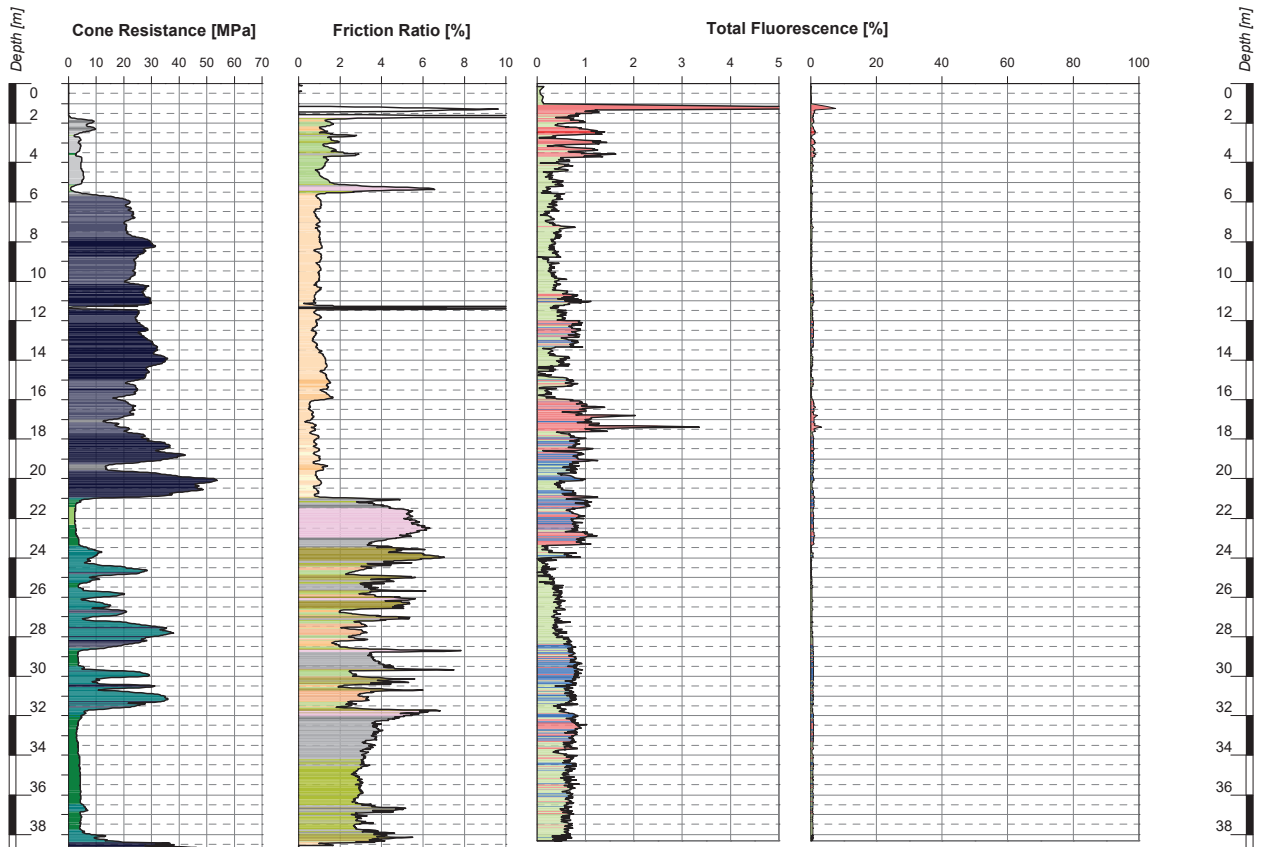 Depth [m]
Cone Resistance [MPa]
Friction Ratio [%]
Total Fluorescence [%]
Depth [m]
0 10 20 30 40 50 60 70
0 2 4 6 8 10
0 1 2 3 4 5
0 20 40 60 80 100
0 0
2 2
4 4
6 6
8 8
10 10
12 12
14 14
16 16
18 18
20 20
22 22
24 24
26 26
28 28
30 30
32 32
34 34
36 36
38 38